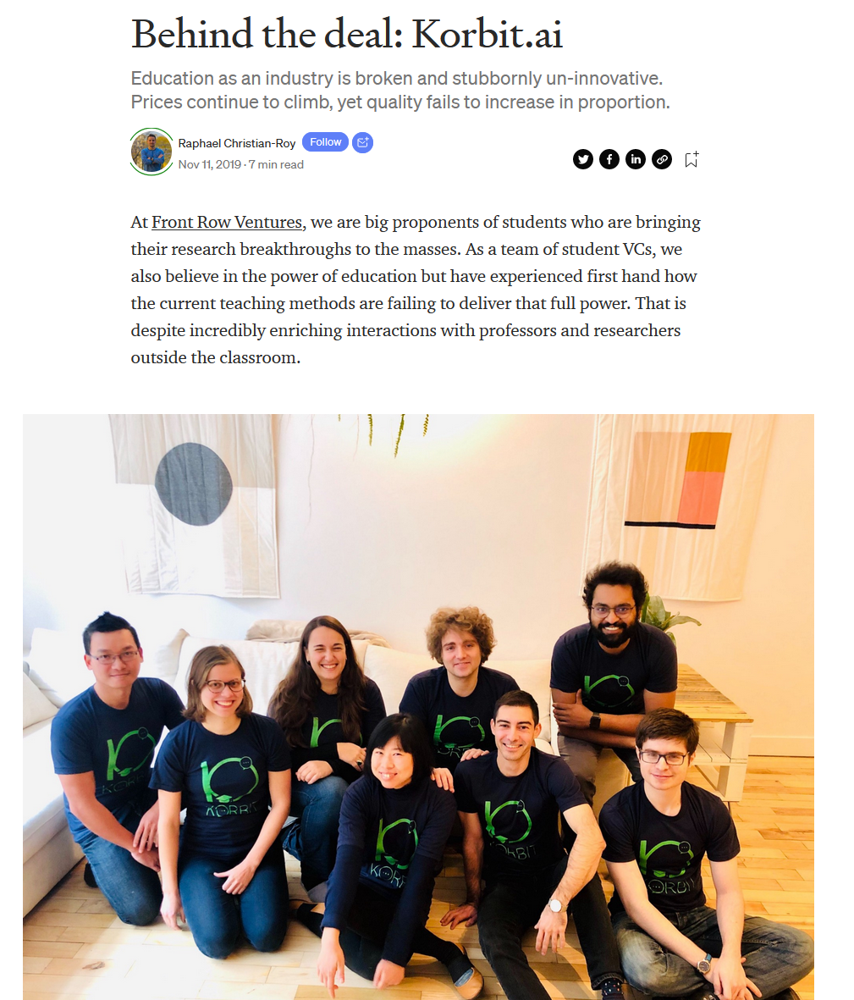 Behind the deal: Korbit.ai
Education as an industry is broken and stubbornly un-innovative.
Prices continue to climb, yet quality fails to increase in proportion.
Raphael Christian-Roy Follow
Nov 11, 2019 · 7 min read
At Front Row Ventures, we are big proponents of students who are bringing
their research breakthroughs to the masses. As a team of student VCs, we
also believe in the power of education but have experienced first hand how
the current teaching methods are failing to deliver that full power. That is
despite incredibly enriching interactions with professors and researchers
outside the classroom.
KORBIT